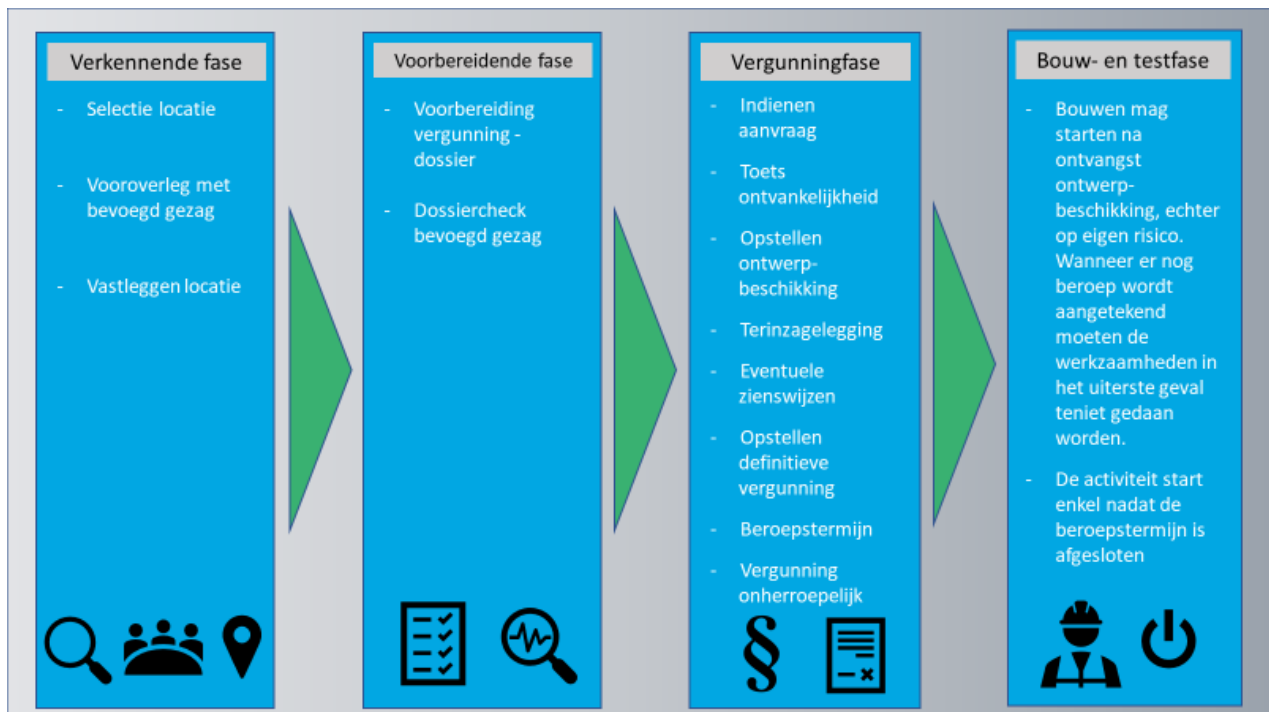 Verkennende fase
- Selectie locatie
- Vooroverleg met
bevoegd gezag
- Vastleggen locatie
Voorbereidende fase
- Voorbereiding
vergunning -
dossier
- Dossiercheck
bevoegd gezag
Vergunningfase
- Indienen
aanvraag
- Toets
ontvankelijkheid
- Opstellen
ontwerp-
beschikking
- Terinzagelegging
- Eventuele
zienswijzen
- Opstellen
definitieve
vergunning
- Beroepstermijn
- Vergunning
onherroepelijk
§
Bouw- en testfase
- Bouwen mag
starten na
ontvangst
ontwerp-
beschikking, echter
op eigen risico.
Wanneer er nog
beroep wordt
aangetekend
moeten de
werkzaamheden in
het uiterste geval
teniet gedaan
worden.
- De activiteit start
enkel nadat de
beroepstermijn is
afgesloten